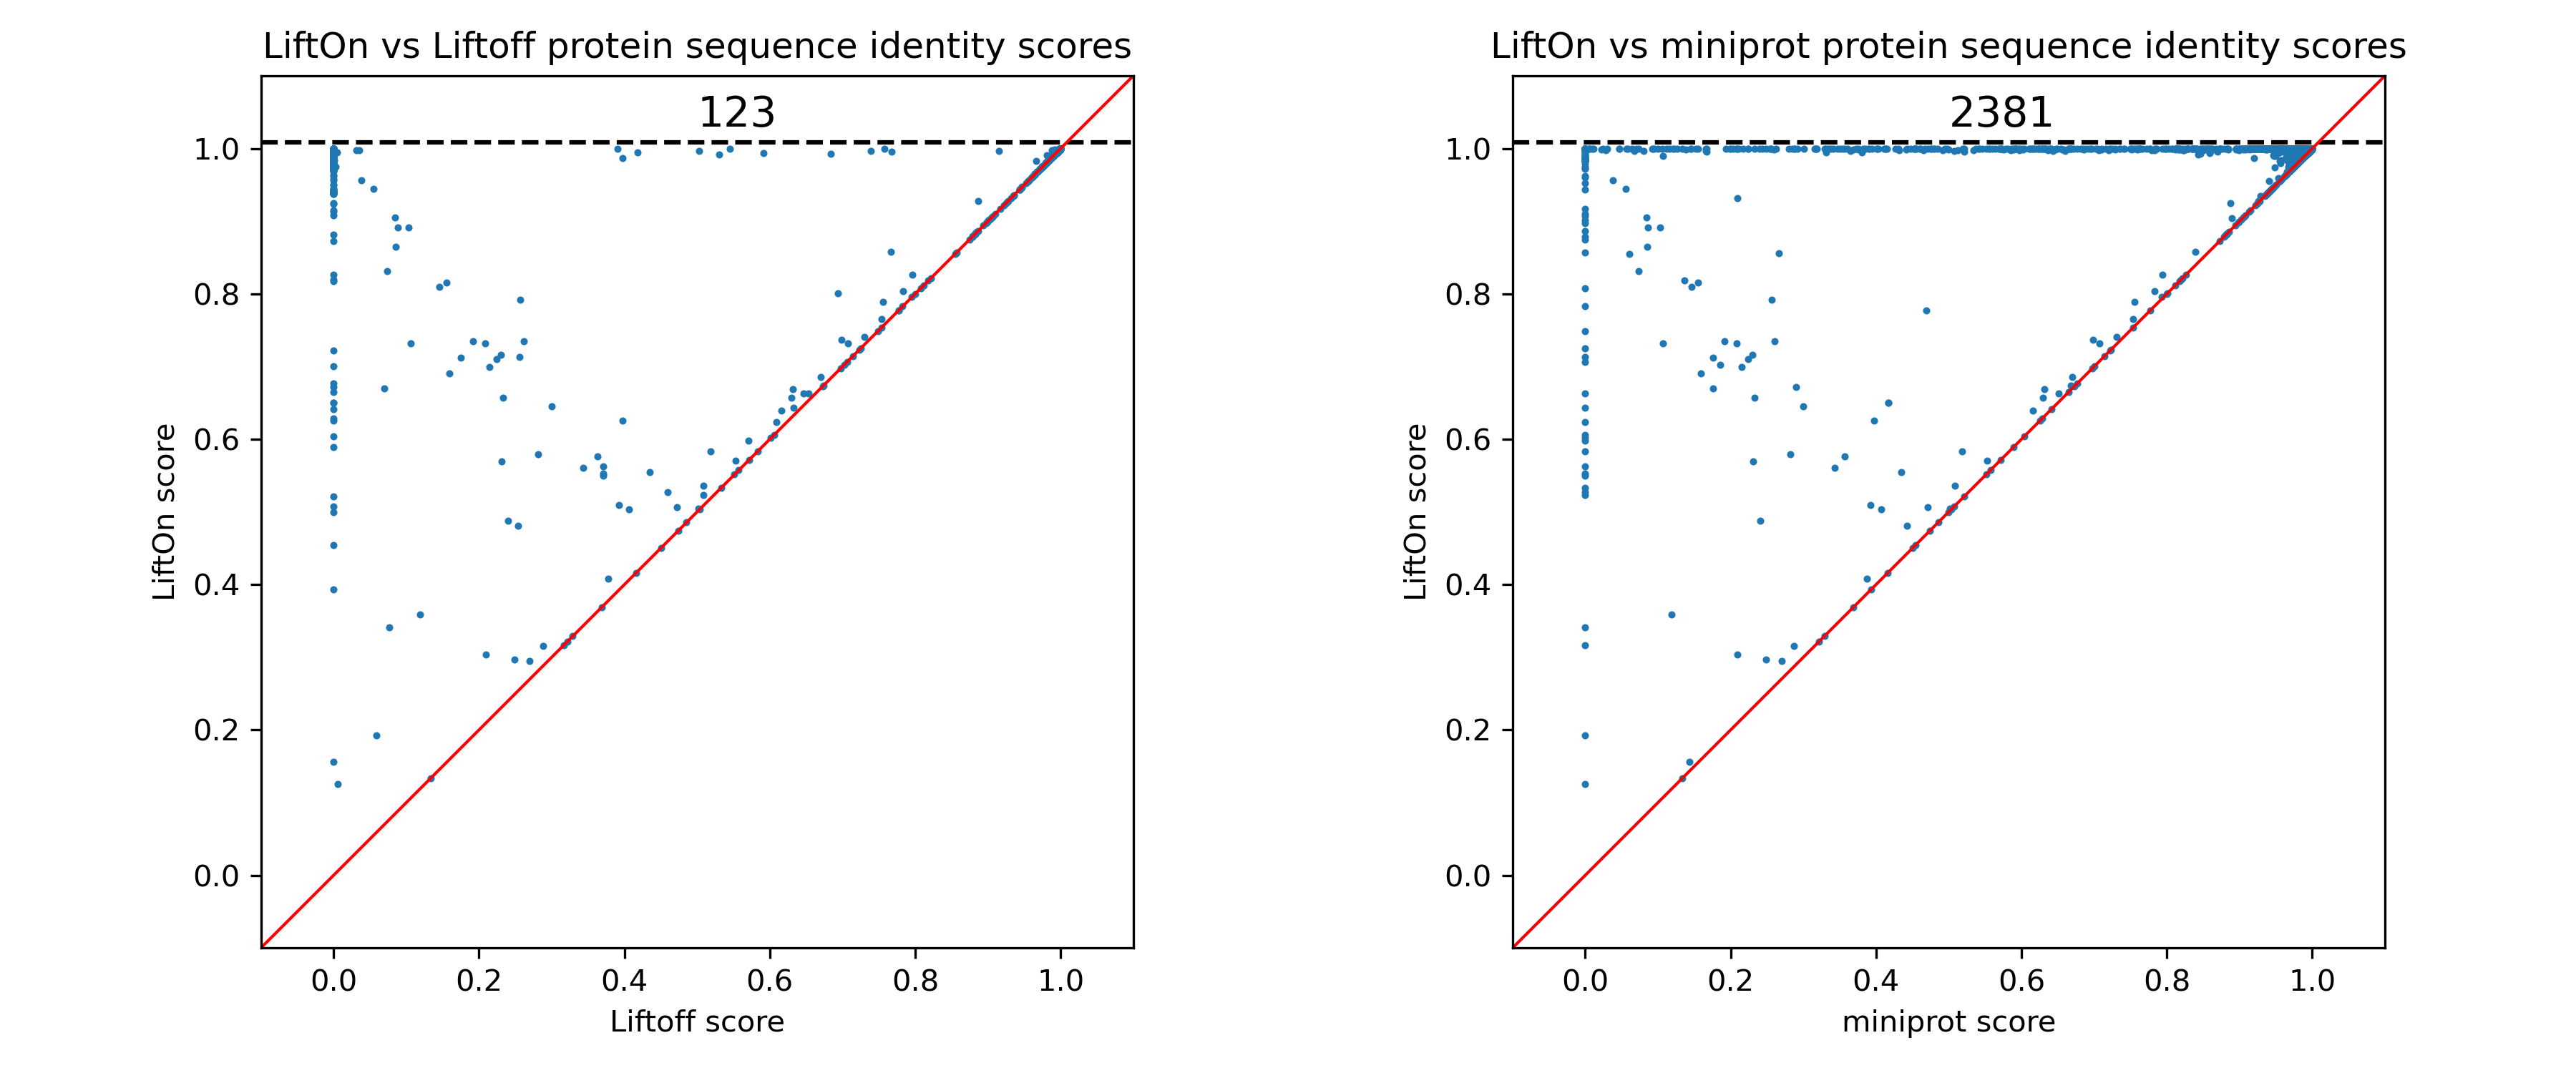 LiftOn vs Liftoff protein sequence identity scores
123
1.0
0.8
0.6
0.4
0.2
0.0
LiftOn score
0.0 0.2 0.4 0.6 0.8 1.0
Liftoff score
LiftOn vs miniprot protein sequence identity scores
2381
1.0
0.8
0.6
0.4
0.2
0.0
LiftOn score
0.0 0.2 0.4 0.6 0.8 1.0
miniprot score